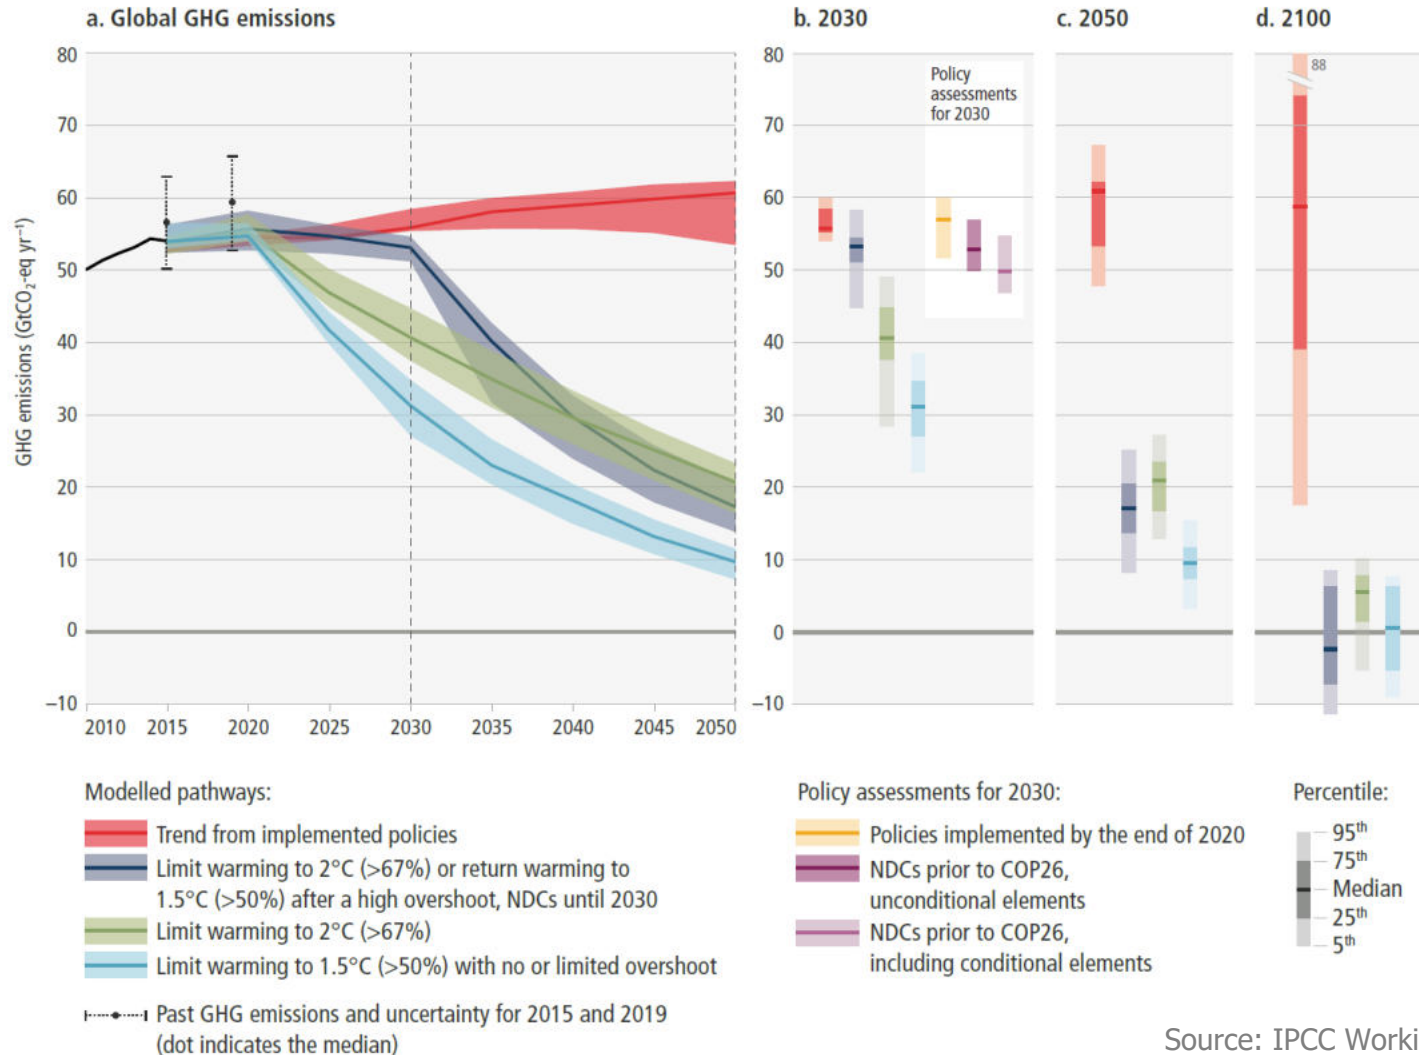 a. Global GHG emissions
80
70
60
50
40
30
20
10
0
−10
GHG emissions (GtCO₂-eq yr⁻¹)
2010 2015 2020 2025 2030 2035 2040 2045 2050
b. 2030
80
70
60
50
40
30
20
10
0
−10
Policy
assessments
for 2030
c. 2050
d. 2100
88
Modelled pathways:
Trend from implemented policies
Limit warming to 2°C (>67%) or return warming to
1.5°C (>50%) after a high overshoot, NDCs until 2030
Limit warming to 2°C (>67%)
Limit warming to 1.5°C (>50%) with no or limited overshoot
Past GHG emissions and uncertainty for 2015 and 2019
(dot indicates the median)
Policy assessments for 2030:
Policies implemented by the end of 2020
NDCs prior to COP26,
unconditional elements
NDCs prior to COP26,
including conditional elements
Percentile:
95th
75th
Median
25th
5th
Source: IPCC Worki